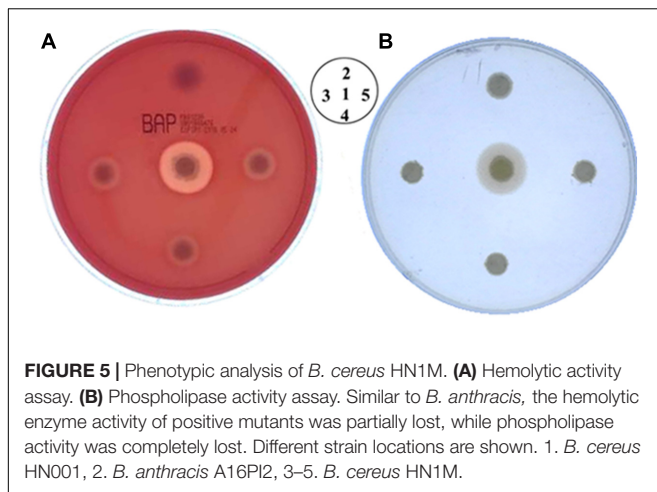 A
B
2
3 1 5
4
BAP
FIGURE 5 | Phenotypic analysis of B. cereus HN1M. (A) Hemolytic activity
assay. (B) Phospholipase activity assay. Similar to B. anthracis, the hemolytic
enzyme activity of positive mutants was partially lost, while phospholipase
activity was completely lost. Different strain locations are shown. 1. B. cereus
HN001, 2. B. anthracis A16PI2, 3–5. B. cereus HN1M.